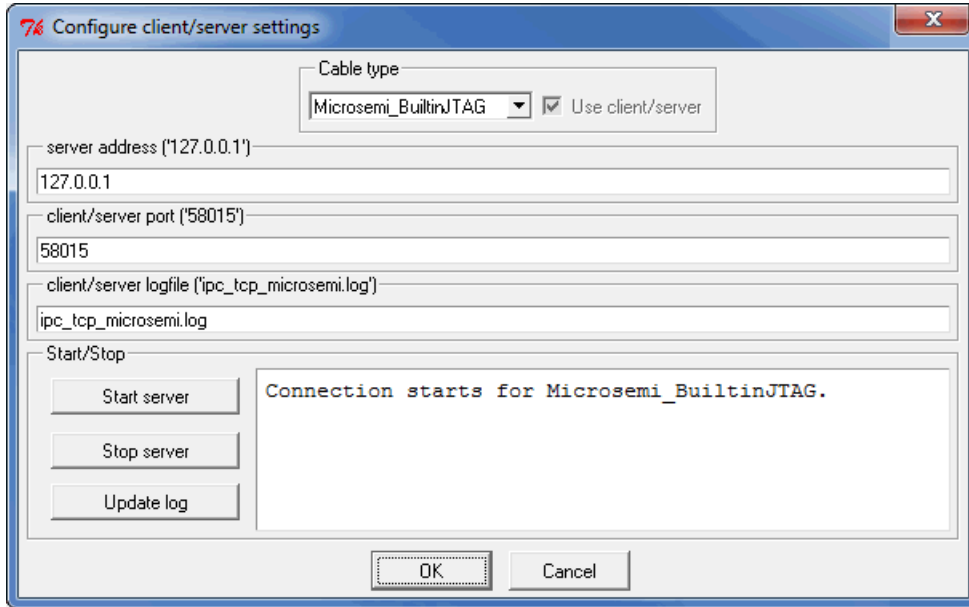 Configure client/server settings
Cable type
Microsemi_BuiltinJTAG Use client/server
server address ('127.0.0.1')
127.0.0.1
client/server port ('58015')
58015
client/server logfile ('ipc_tcp_microsemi.log')
ipc_tcp_microsemi.log
Start/Stop
Start server
Connection starts for Microsemi_BuiltinJTAG.
Stop server
Update log
OK Cancel